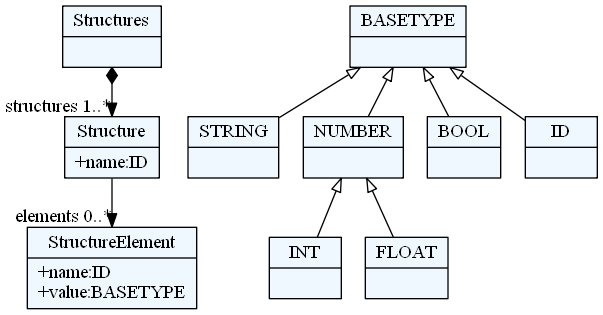 Structures
BASETYPE
structures 1..*
Structure
+name:ID
STRING
NUMBER
BOOL
ID
elements 0..*
StructureElement
+name:ID
+value:BASETYPE
INT
FLOAT